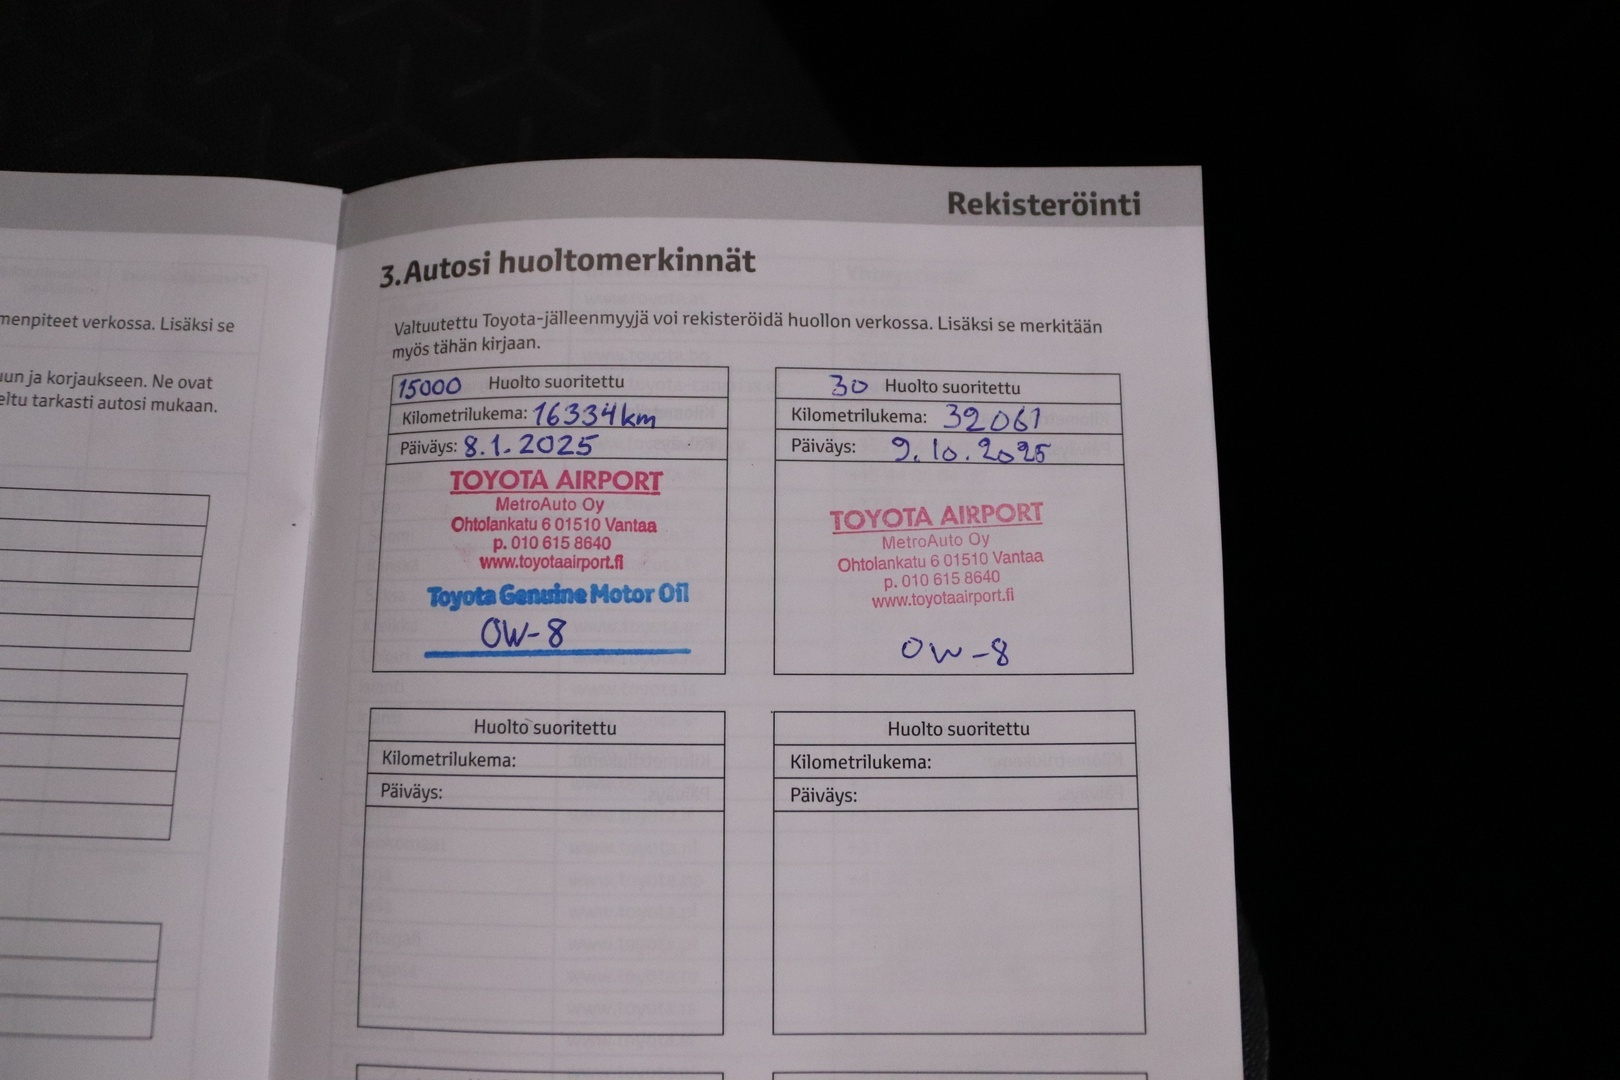 Rekisteröinti
menpiteet verkossa. Lisäksi se
ja korjaukseen. Ne ovat
tarkasti autosi mukaan.
3.Autosi huoltomerkinnät
Valtuutettu Toyota-jälleenmyyjä voi rekisteröidä huollon verkossa. Lisäksi se merkitään
myös tähän kirjaan.
15000 Huolto suoritettu
Kilometrilukema: 16334km
Päiväys: 8.1.2025
TOYOTA AIRPORT
MetroAuto Oy
Ohtolankatu 6 01510 Vantaa
p. 010 615 8640
www.toyotaairport.fi
Toyota Genuine Motor Oil
0W-8
30 Huolto suoritettu
Kilometrilukema: 32061
Päiväys: 9.10.2025
TOYOTA AIRPORT
MetroAuto Oy
Ohtolankatu 6 01510 Vantaa
p. 010 615 8640
www.toyotaairport.fi
0W-8
Huolto suoritettu
Kilometrilukema:
Päiväys:
Huolto suoritettu
Kilometrilukema:
Päiväys: